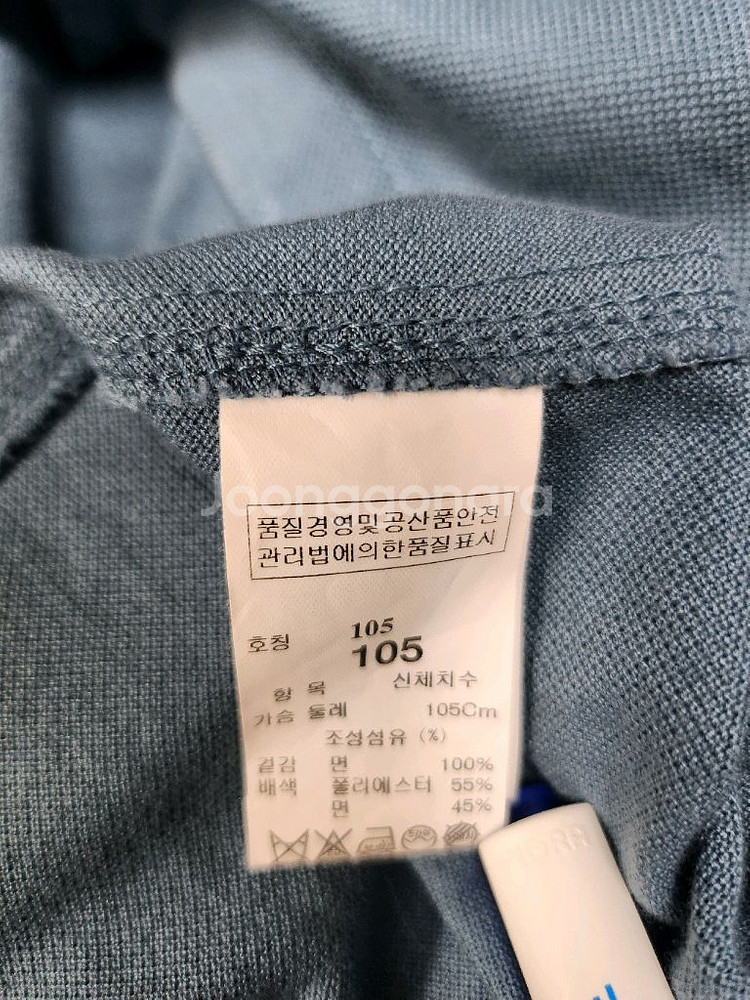 Joonggonara
품질경영및공산품안전
관리법에의한품질표시
105
호칭 105
항 목 신체치수
가슴 둘레 105Cm
조성섬유 (%)
겉감 면 100%
배색 폴리에스터 55%
면 45%